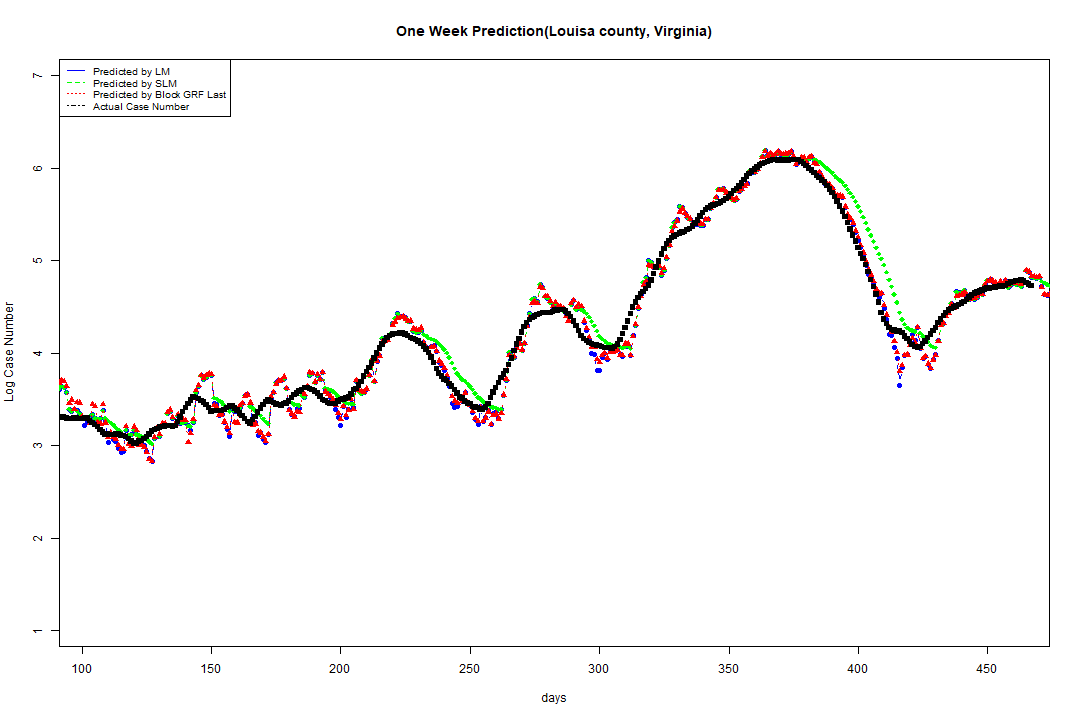 One Week Prediction(Louisa county, Virginia)
Predicted by LM
Predicted by SLM
Predicted by Block GRF Last
Actual Case Number
7
6
5
4
3
2
1
Log Case Number
100 150 200 250 300 350 400 450
days